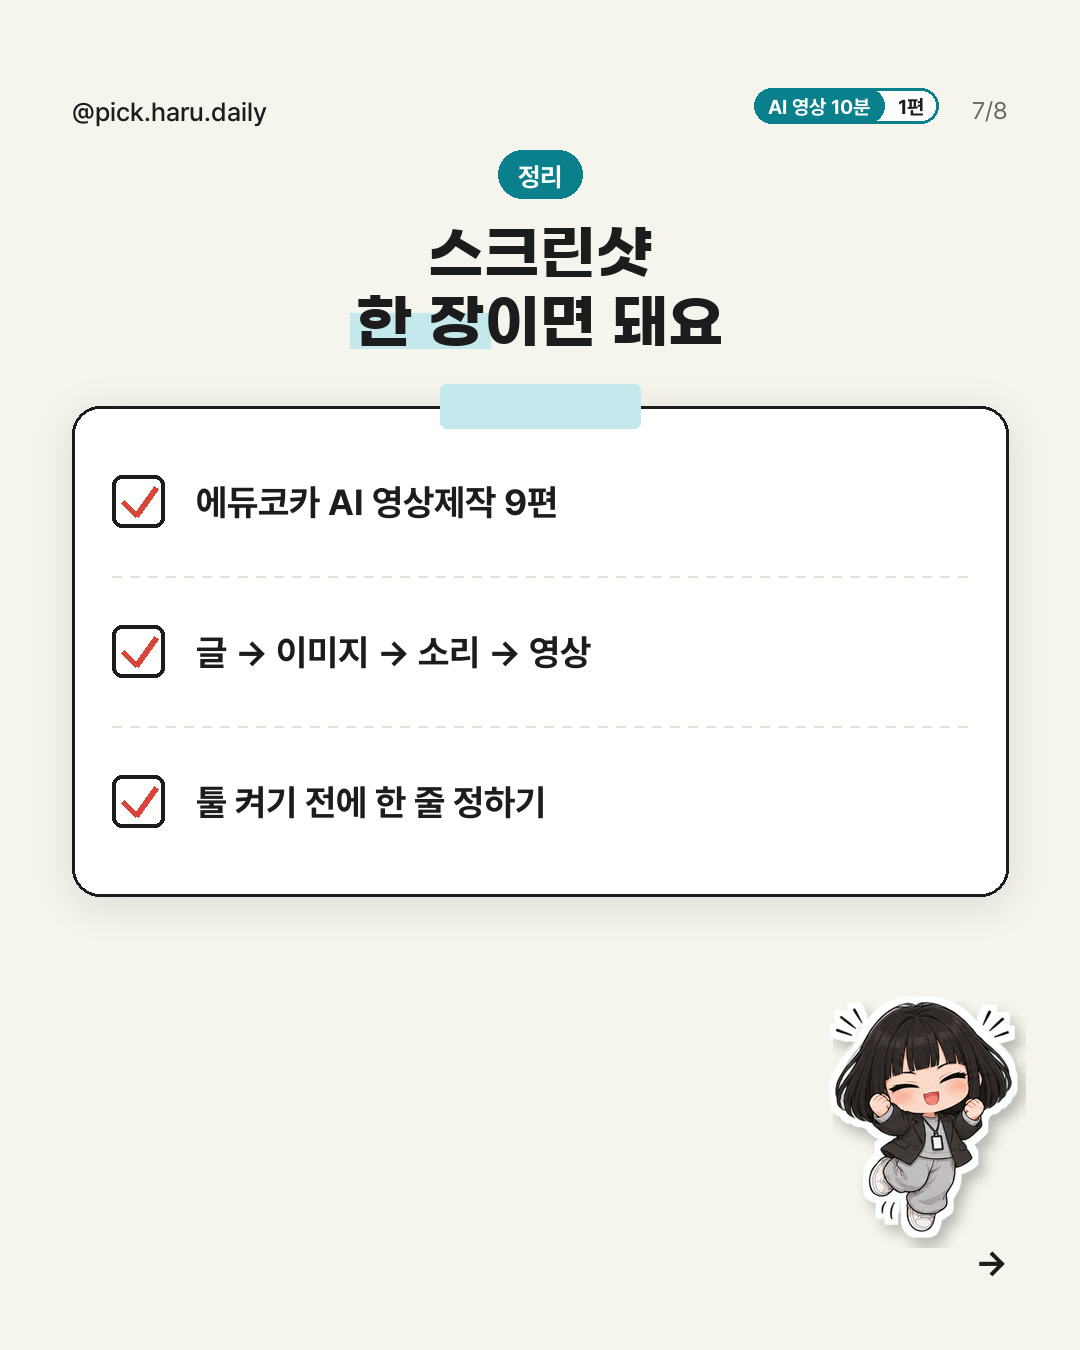 @pick.haru.daily
AI 영상 10분 1편 7/8
정리
스크린샷
한 장이면 돼요
에듀코카 AI 영상제작 9편
글 → 이미지 → 소리 → 영상
툴 켜기 전에 한 줄 정하기
→